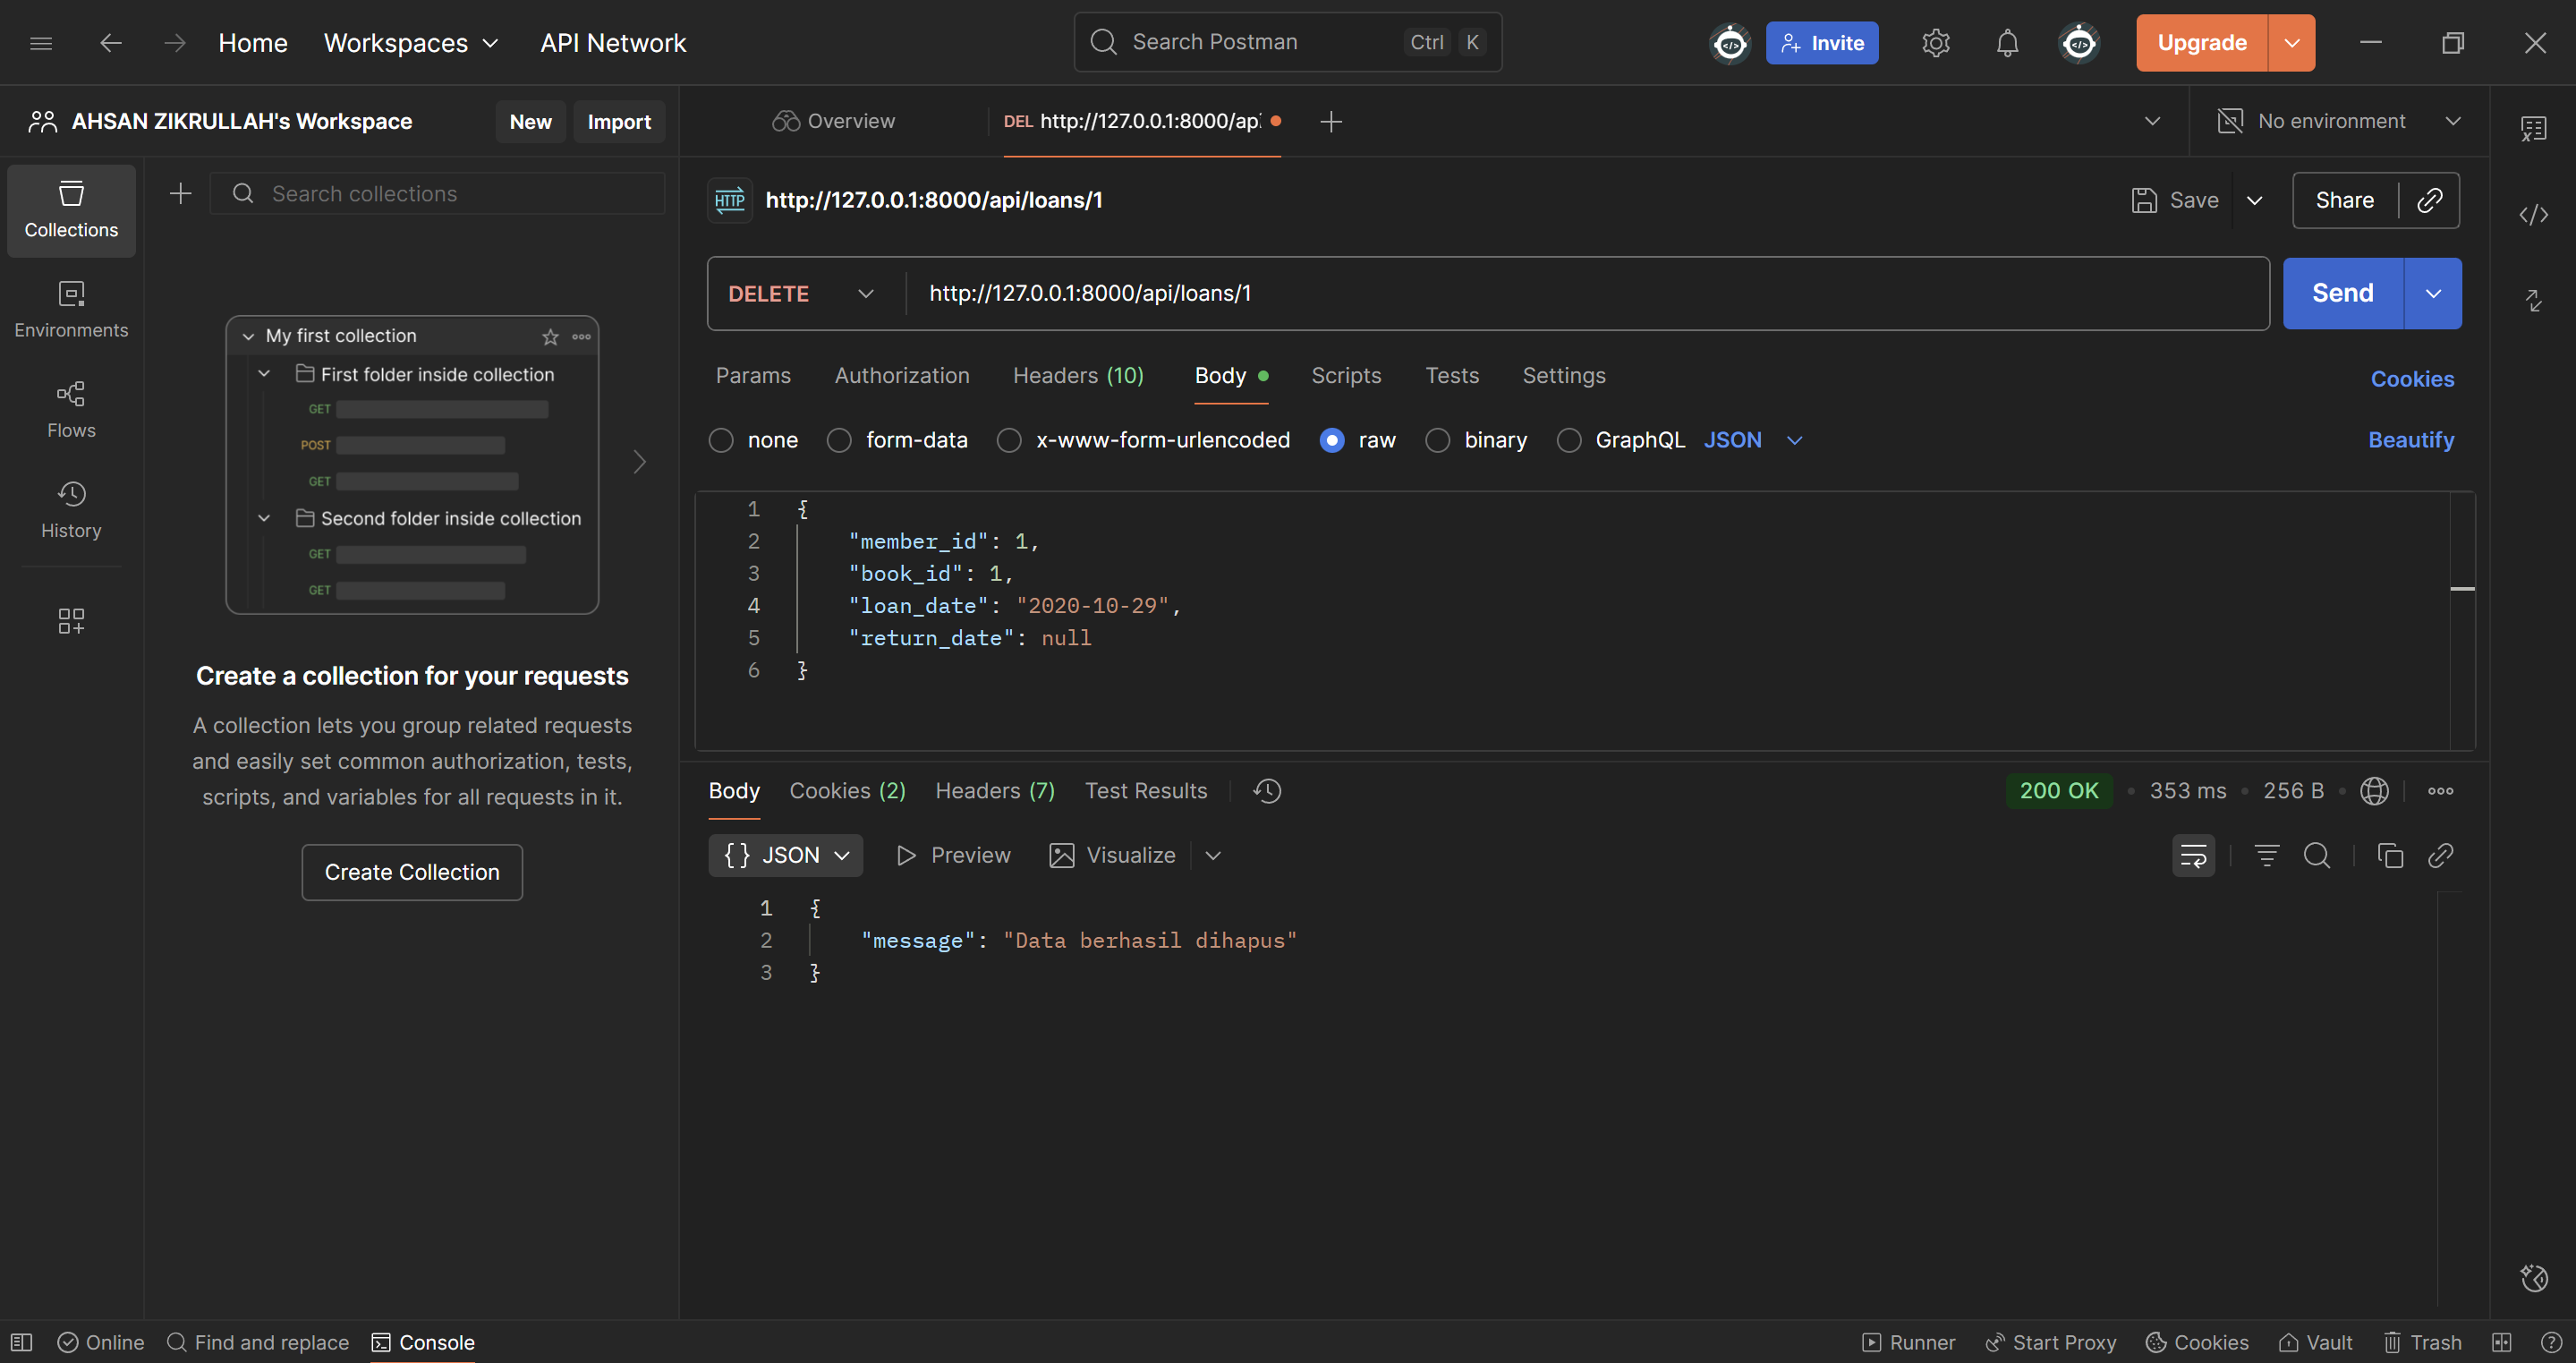 Home Workspaces API Network Search Postman Ctrl K Invite Upgrade
AHSAN ZIKRULLAH's Workspace New Import Overview DEL http://127.0.0.1:8000/api No environment
Collections
Environments
Flows
History
Search collections
My first collection
First folder inside collection
GET
POST
GET
Second folder inside collection
GET
GET
Create a collection for your requests
A collection lets you group related requests
and easily set common authorization, tests,
scripts, and variables for all requests in it.
Create Collection
HTTP http://127.0.0.1:8000/api/loans/1 Save Share
DELETE http://127.0.0.1:8000/api/loans/1 Send
Params Authorization Headers (10) Body Scripts Tests Settings Cookies
none form-data x-www-form-urlencoded raw binary GraphQL JSON Beautify
1 {
2 "member_id": 1,
3 "book_id": 1,
4 "loan_date": "2020-10-29",
5 "return_date": null
6 }
Body Cookies (2) Headers (7) Test Results 200 OK • 353 ms • 256 B •
{} JSON Preview Visualize
1 {
2 "message": "Data berhasil dihapus"
3 }
Online Find and replace Console Runner Start Proxy Cookies Vault Trash